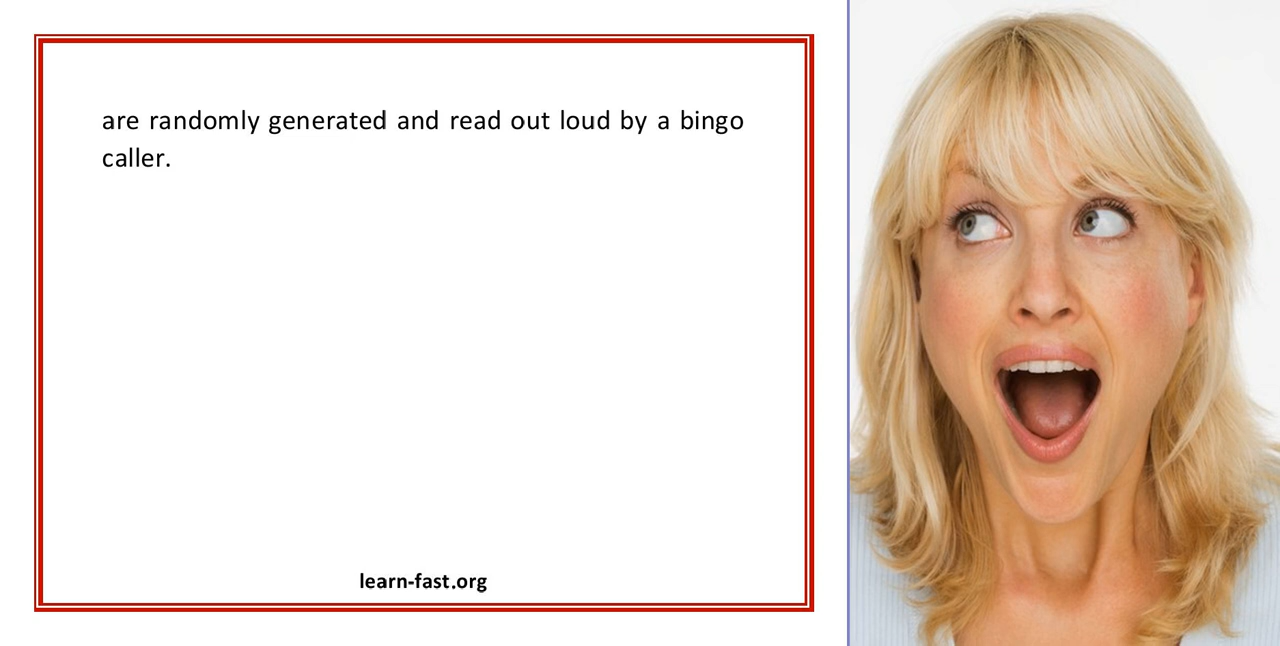 are randomly generated and read out loud by a bingo
caller.
learn-fast.org